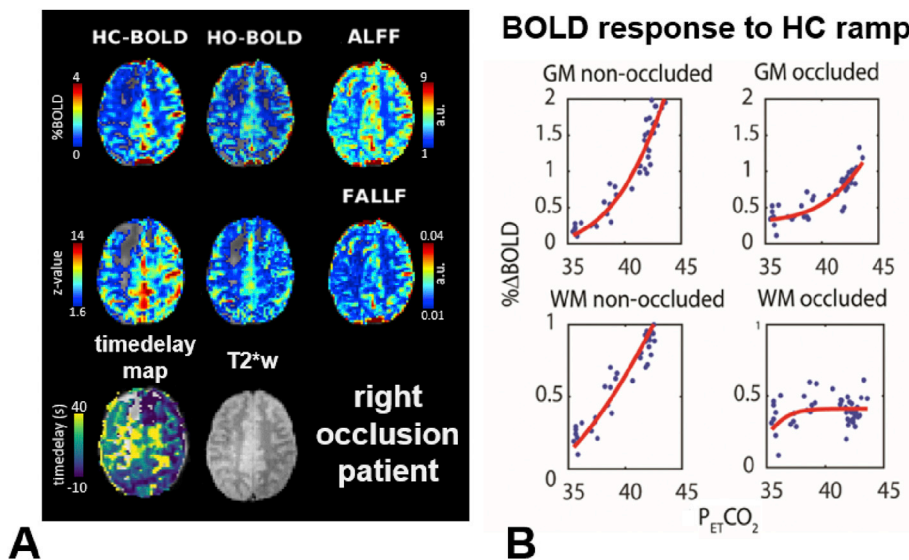 A
HC-BOLD HO-BOLD ALFF
4
%BOLD
0
9
a.u.
1
FALLF
14
z-value
1.6
0.04
a.u.
0.01
timedelay
map
T2*w
40
timedelay (s)
-10
right
occlusion
patient
A
BOLD response to HC ramp
GM non-occluded
GM occluded
2
1.5
1
0.5
0
35 40 45
2
1.5
1
0.5
0
35 40 45
%ΔBOLD
WM non-occluded
WM occluded
1
0.5
0
35 40 45
1
0.5
0
35 40 45
PETCO2
B